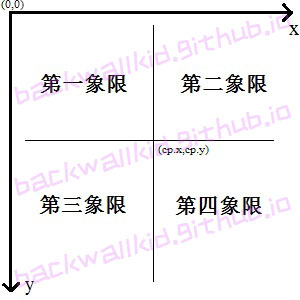 (0,0)
x
第一象限 第二象限
(cp.x,cp.y)
第三象限 第四象限
y
backwallkid.github.io
backwallkid.github.io
backwallkid.github.io
backwallkid.github.io